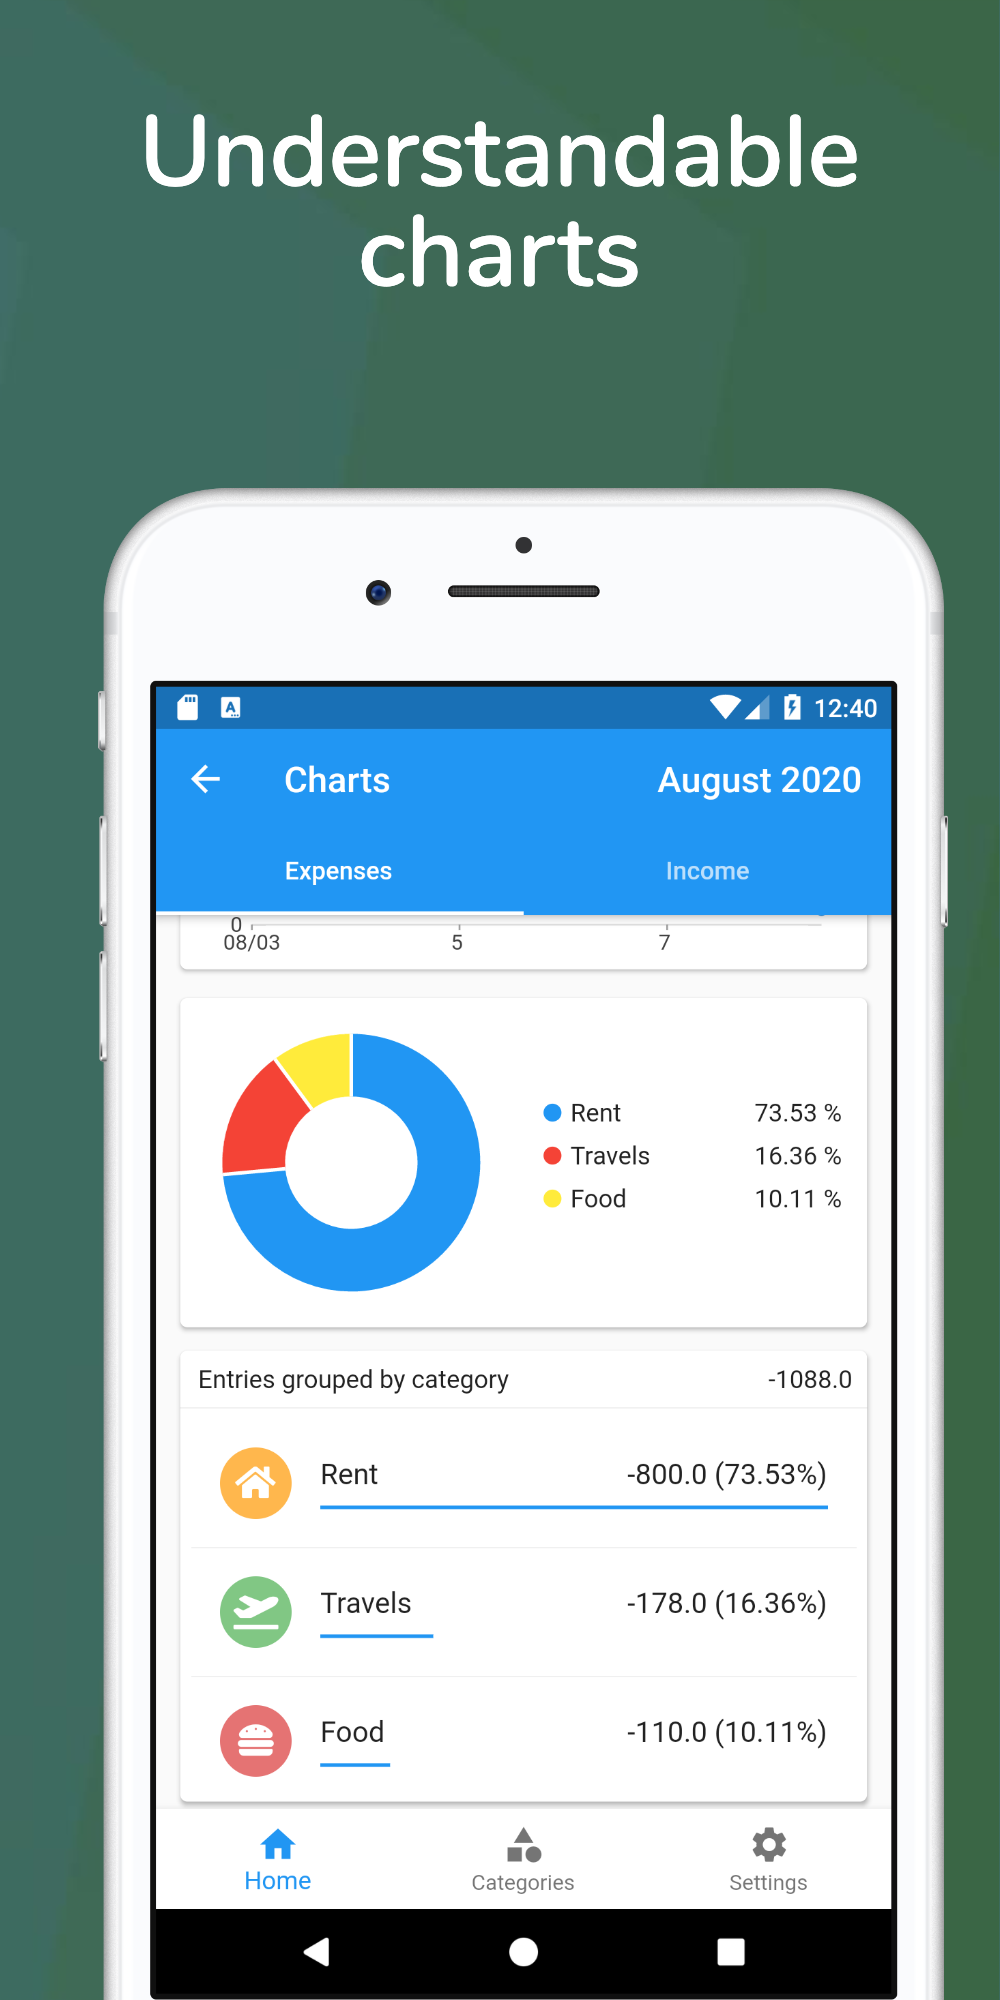 Understandable
charts
12:40
Charts August 2020
Expenses Income
0
08/03 5 7
Rent 73.53 %
Travels 16.36 %
Food 10.11 %
Entries grouped by category -1088.0
Rent -800.0 (73.53%)
Travels -178.0 (16.36%)
Food -110.0 (10.11%)
Home Categories Settings